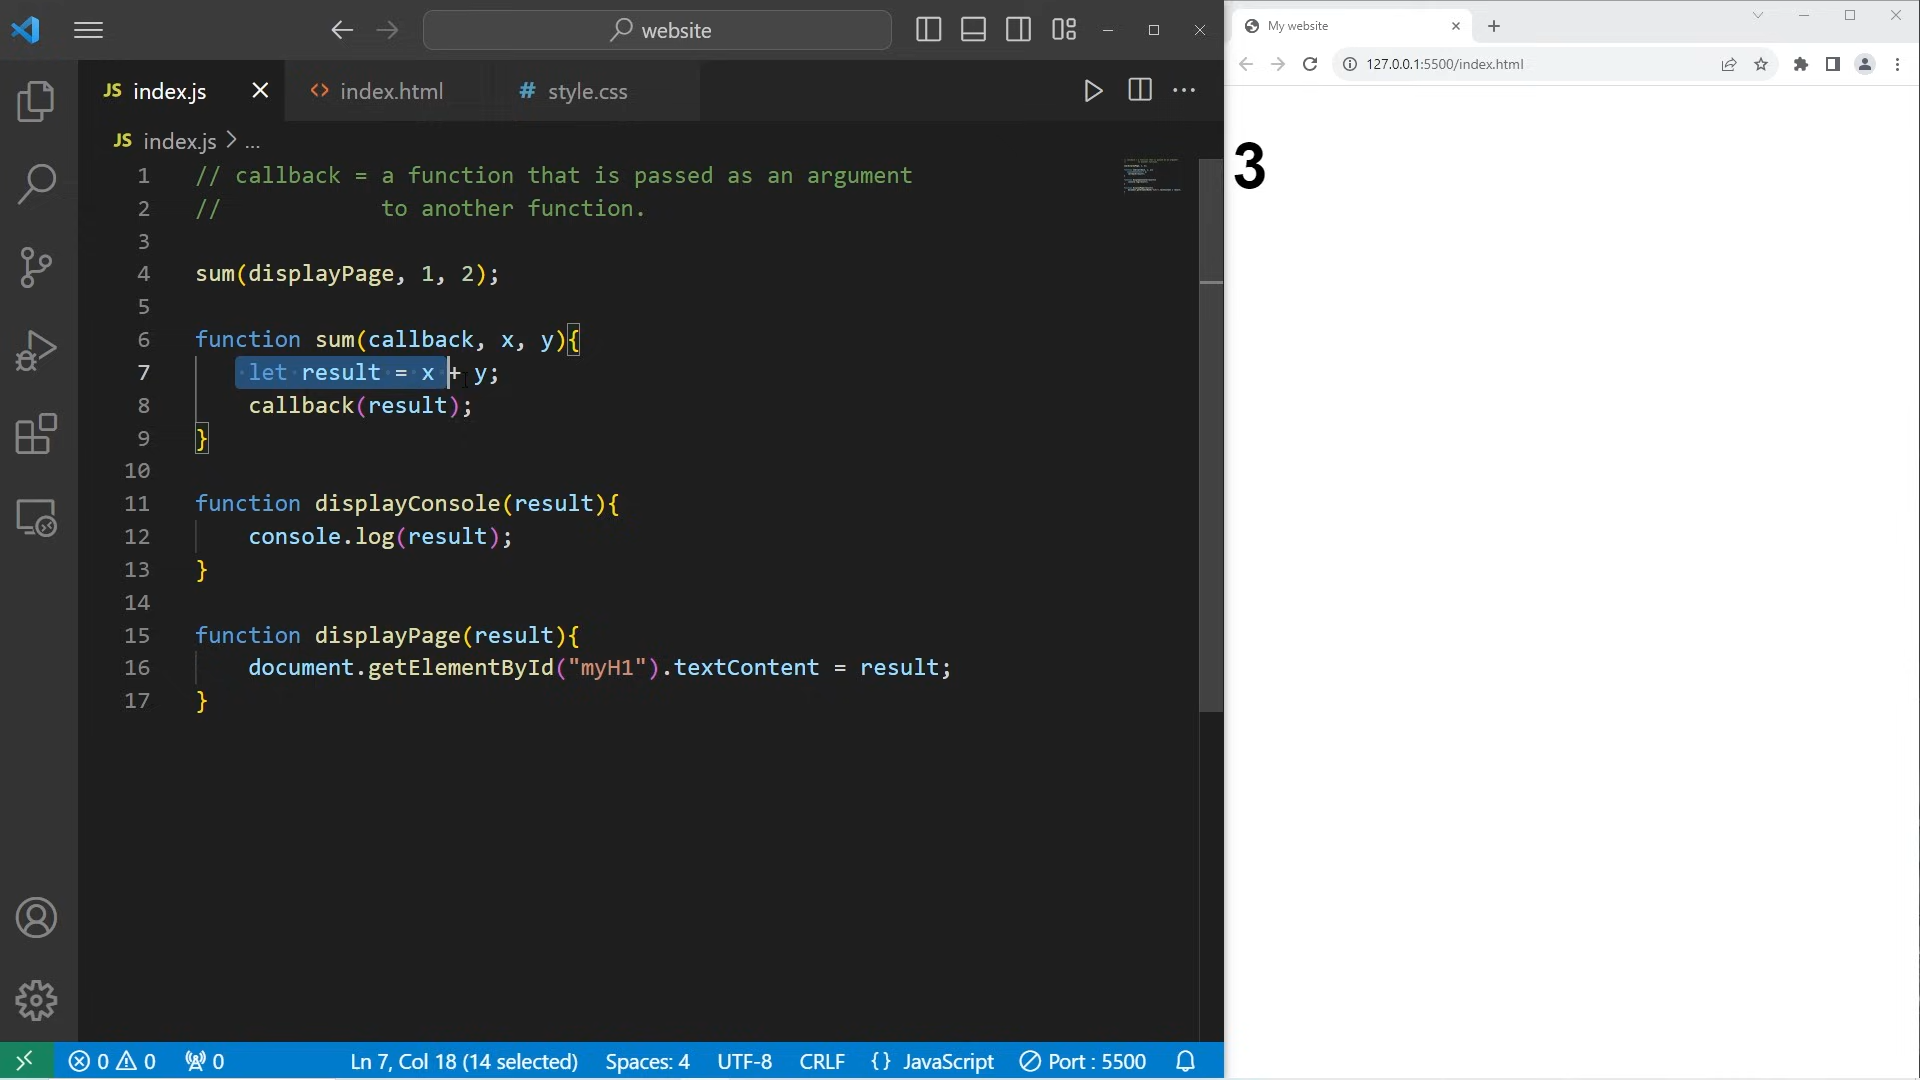 website
My website
127.0.0.1:5500/index.html
JS index.js
<> index.html
# style.css
JS index.js > ...
1 // callback = a function that is passed as an argument
2 // to another function.
3
4 sum(displayPage, 1, 2);
5
6 function sum(callback, x, y){
7 let result = x + y;
8 callback(result);
9 }
10
11 function displayConsole(result){
12 console.log(result);
13 }
14
15 function displayPage(result){
16 document.getElementById("myH1").textContent = result;
17 }
3
0 0 0 Ln 7, Col 18 (14 selected) Spaces: 4 UTF-8 CRLF {} JavaScript Port : 5500